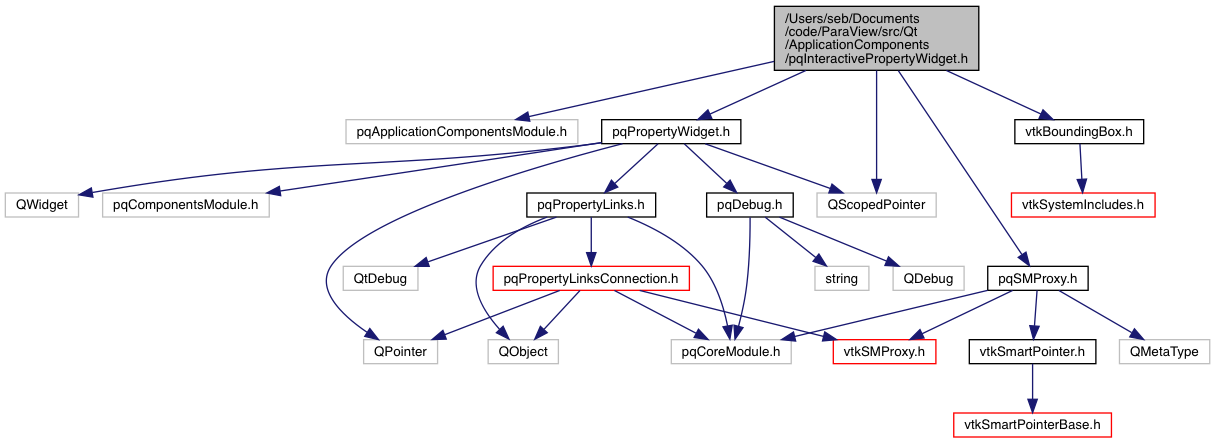 /Users/seb/Documents
/code/ParaView/src/Qt
/ApplicationComponents
/pqInteractivePropertyWidget.h
pqApplicationComponentsModule.h
pqPropertyWidget.h
vtkBoundingBox.h
QWidget
pqComponentsModule.h
pqPropertyLinks.h
pqDebug.h
QScopedPointer
vtkSystemIncludes.h
QtDebug
pqPropertyLinksConnection.h
string
QDebug
pqSMProxy.h
QPointer
QObject
pqCoreModule.h
vtkSMProxy.h
vtkSmartPointer.h
QMetaType
vtkSmartPointerBase.h